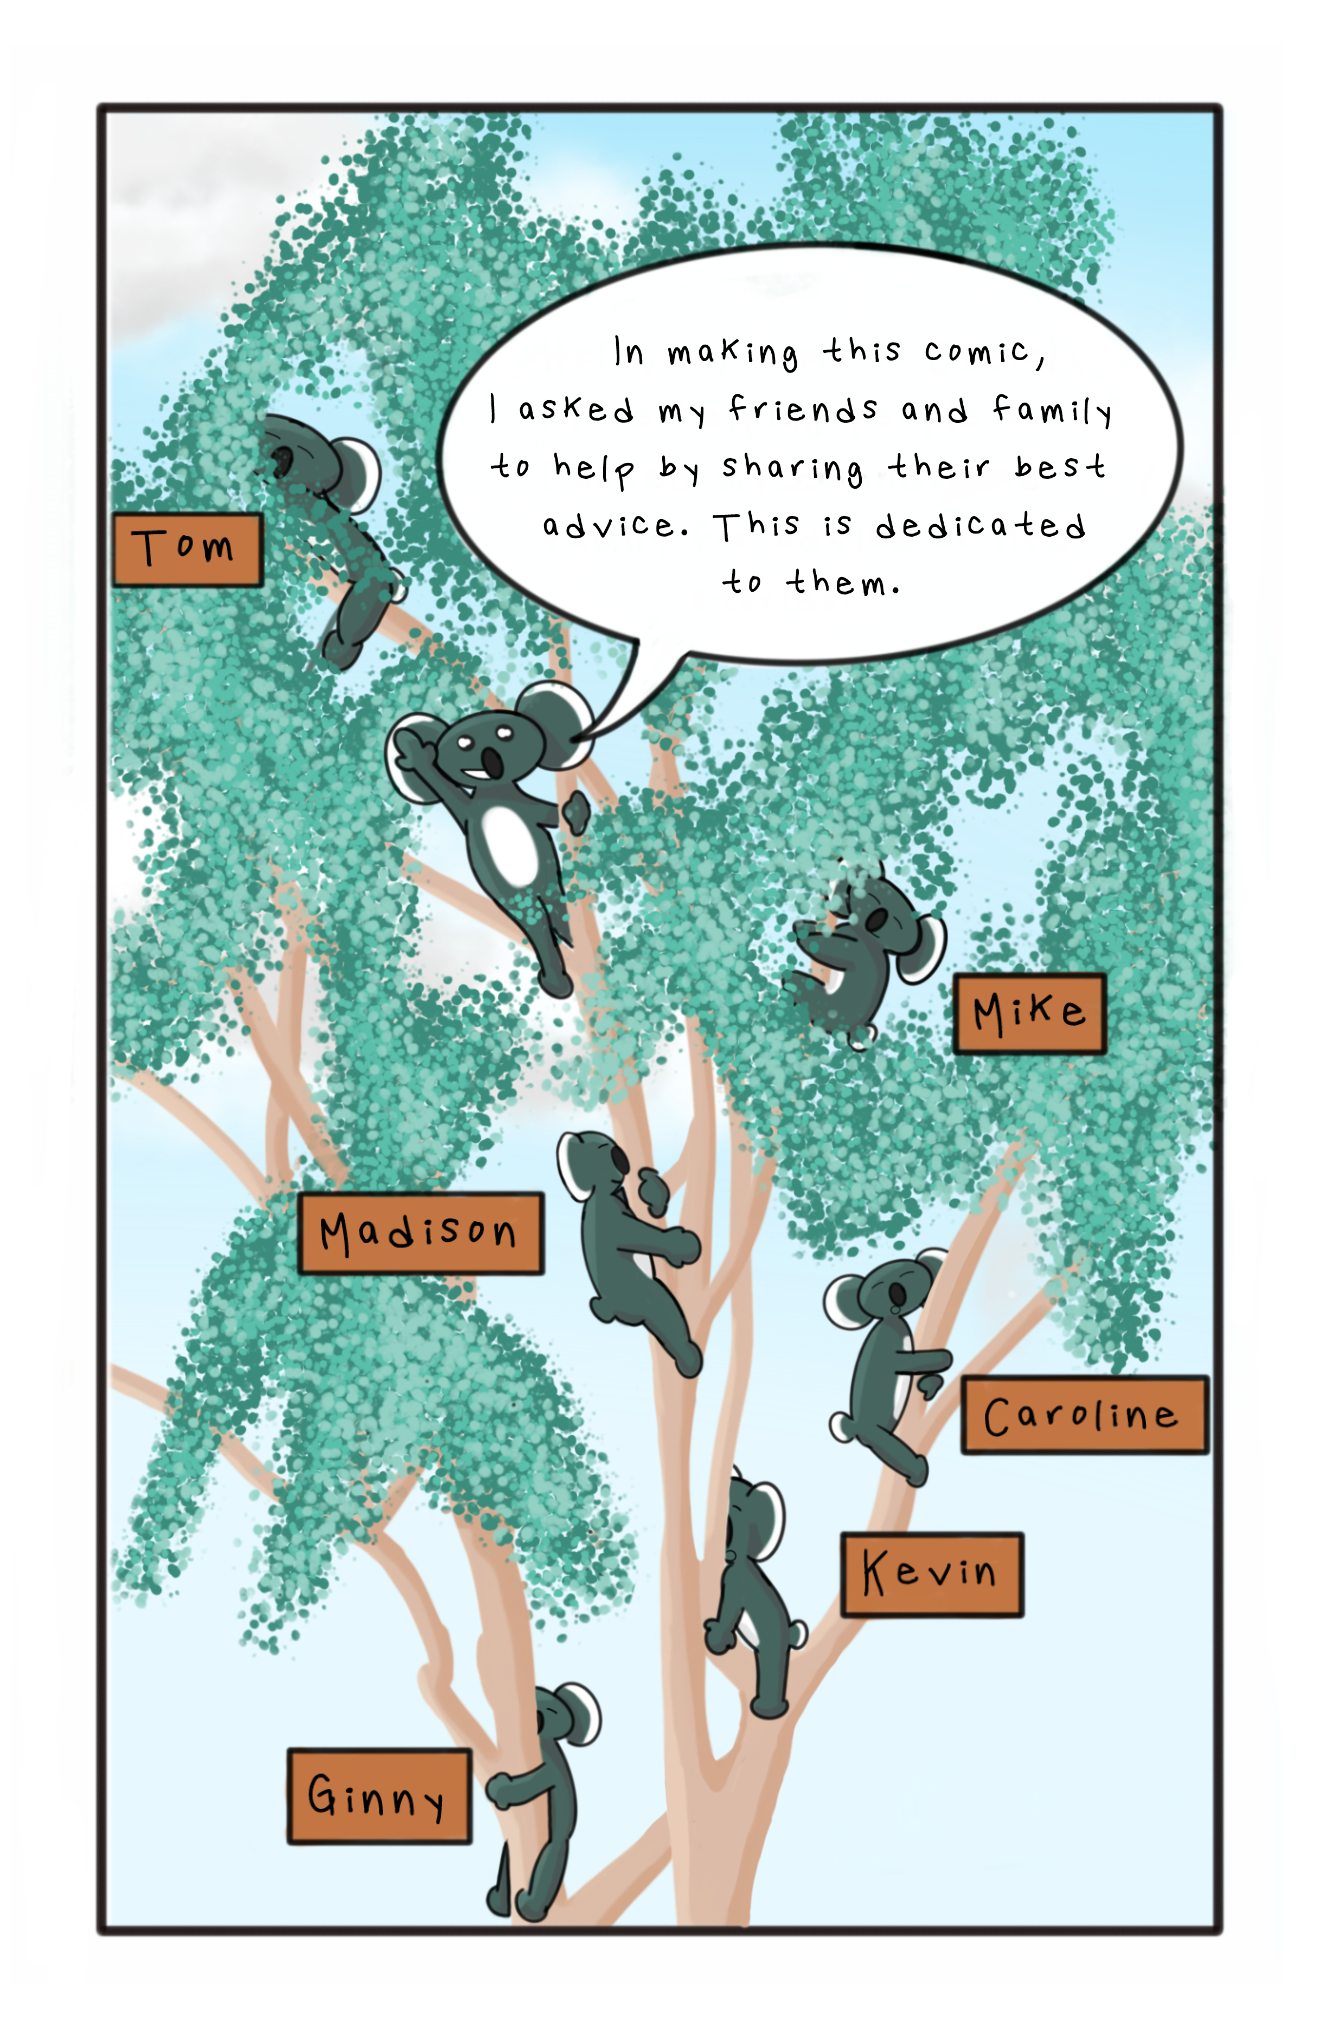 In making this comic,
I asked my friends and family
to help by sharing their best
advice. This is dedicated
to them.
Tom
Mike
Madison
Caroline
Kevin
Ginny